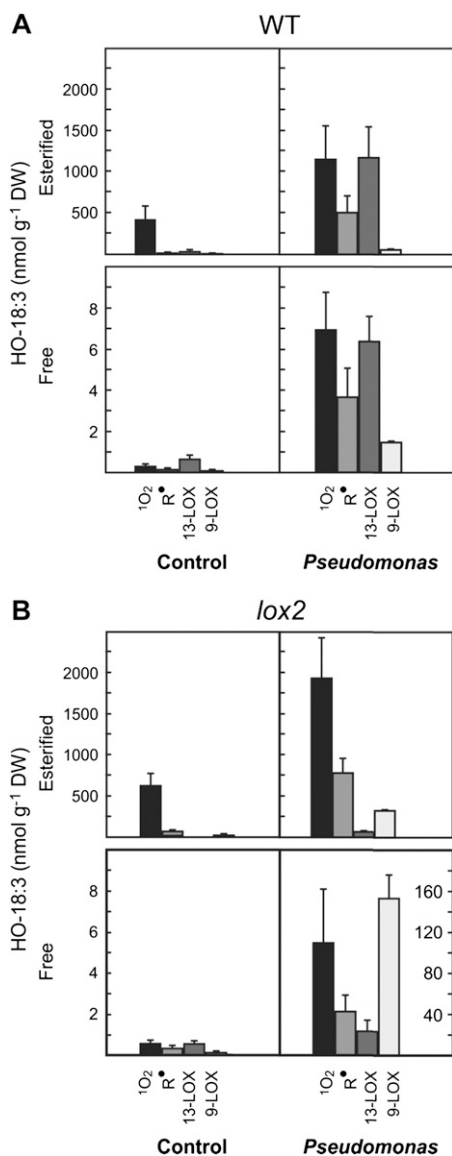 A
WT
HO-18:3 (nmol g⁻¹ DW)
Esterified
2000
1500
1000
500
Free
8
6
4
2
¹O₂
R•
13-LOX
9-LOX
¹O₂
R•
13-LOX
9-LOX
Control
Pseudomonas
B
lox2
HO-18:3 (nmol g⁻¹ DW)
Esterified
2000
1500
1000
500
Free
8
6
4
2
160
120
80
40
¹O₂
R•
13-LOX
9-LOX
¹O₂
R•
13-LOX
9-LOX
Control
Pseudomonas